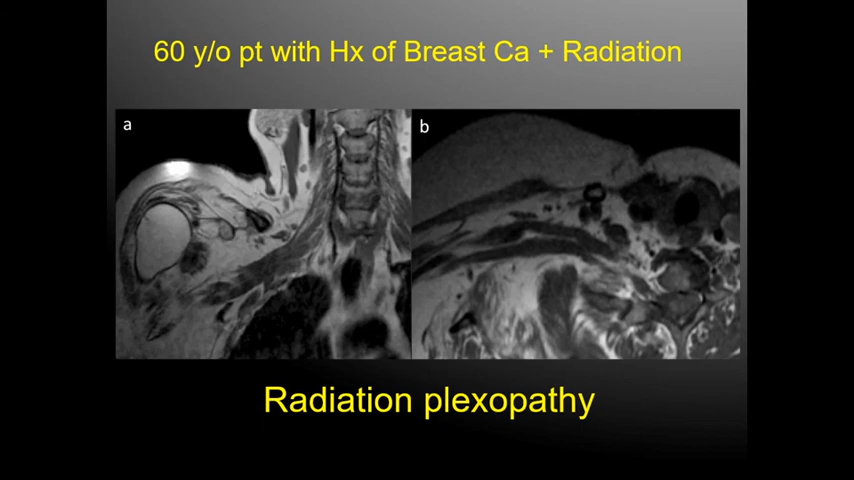 60 y/o pt with Hx of Breast Ca + Radiation
a
b
Radiation plexopathy